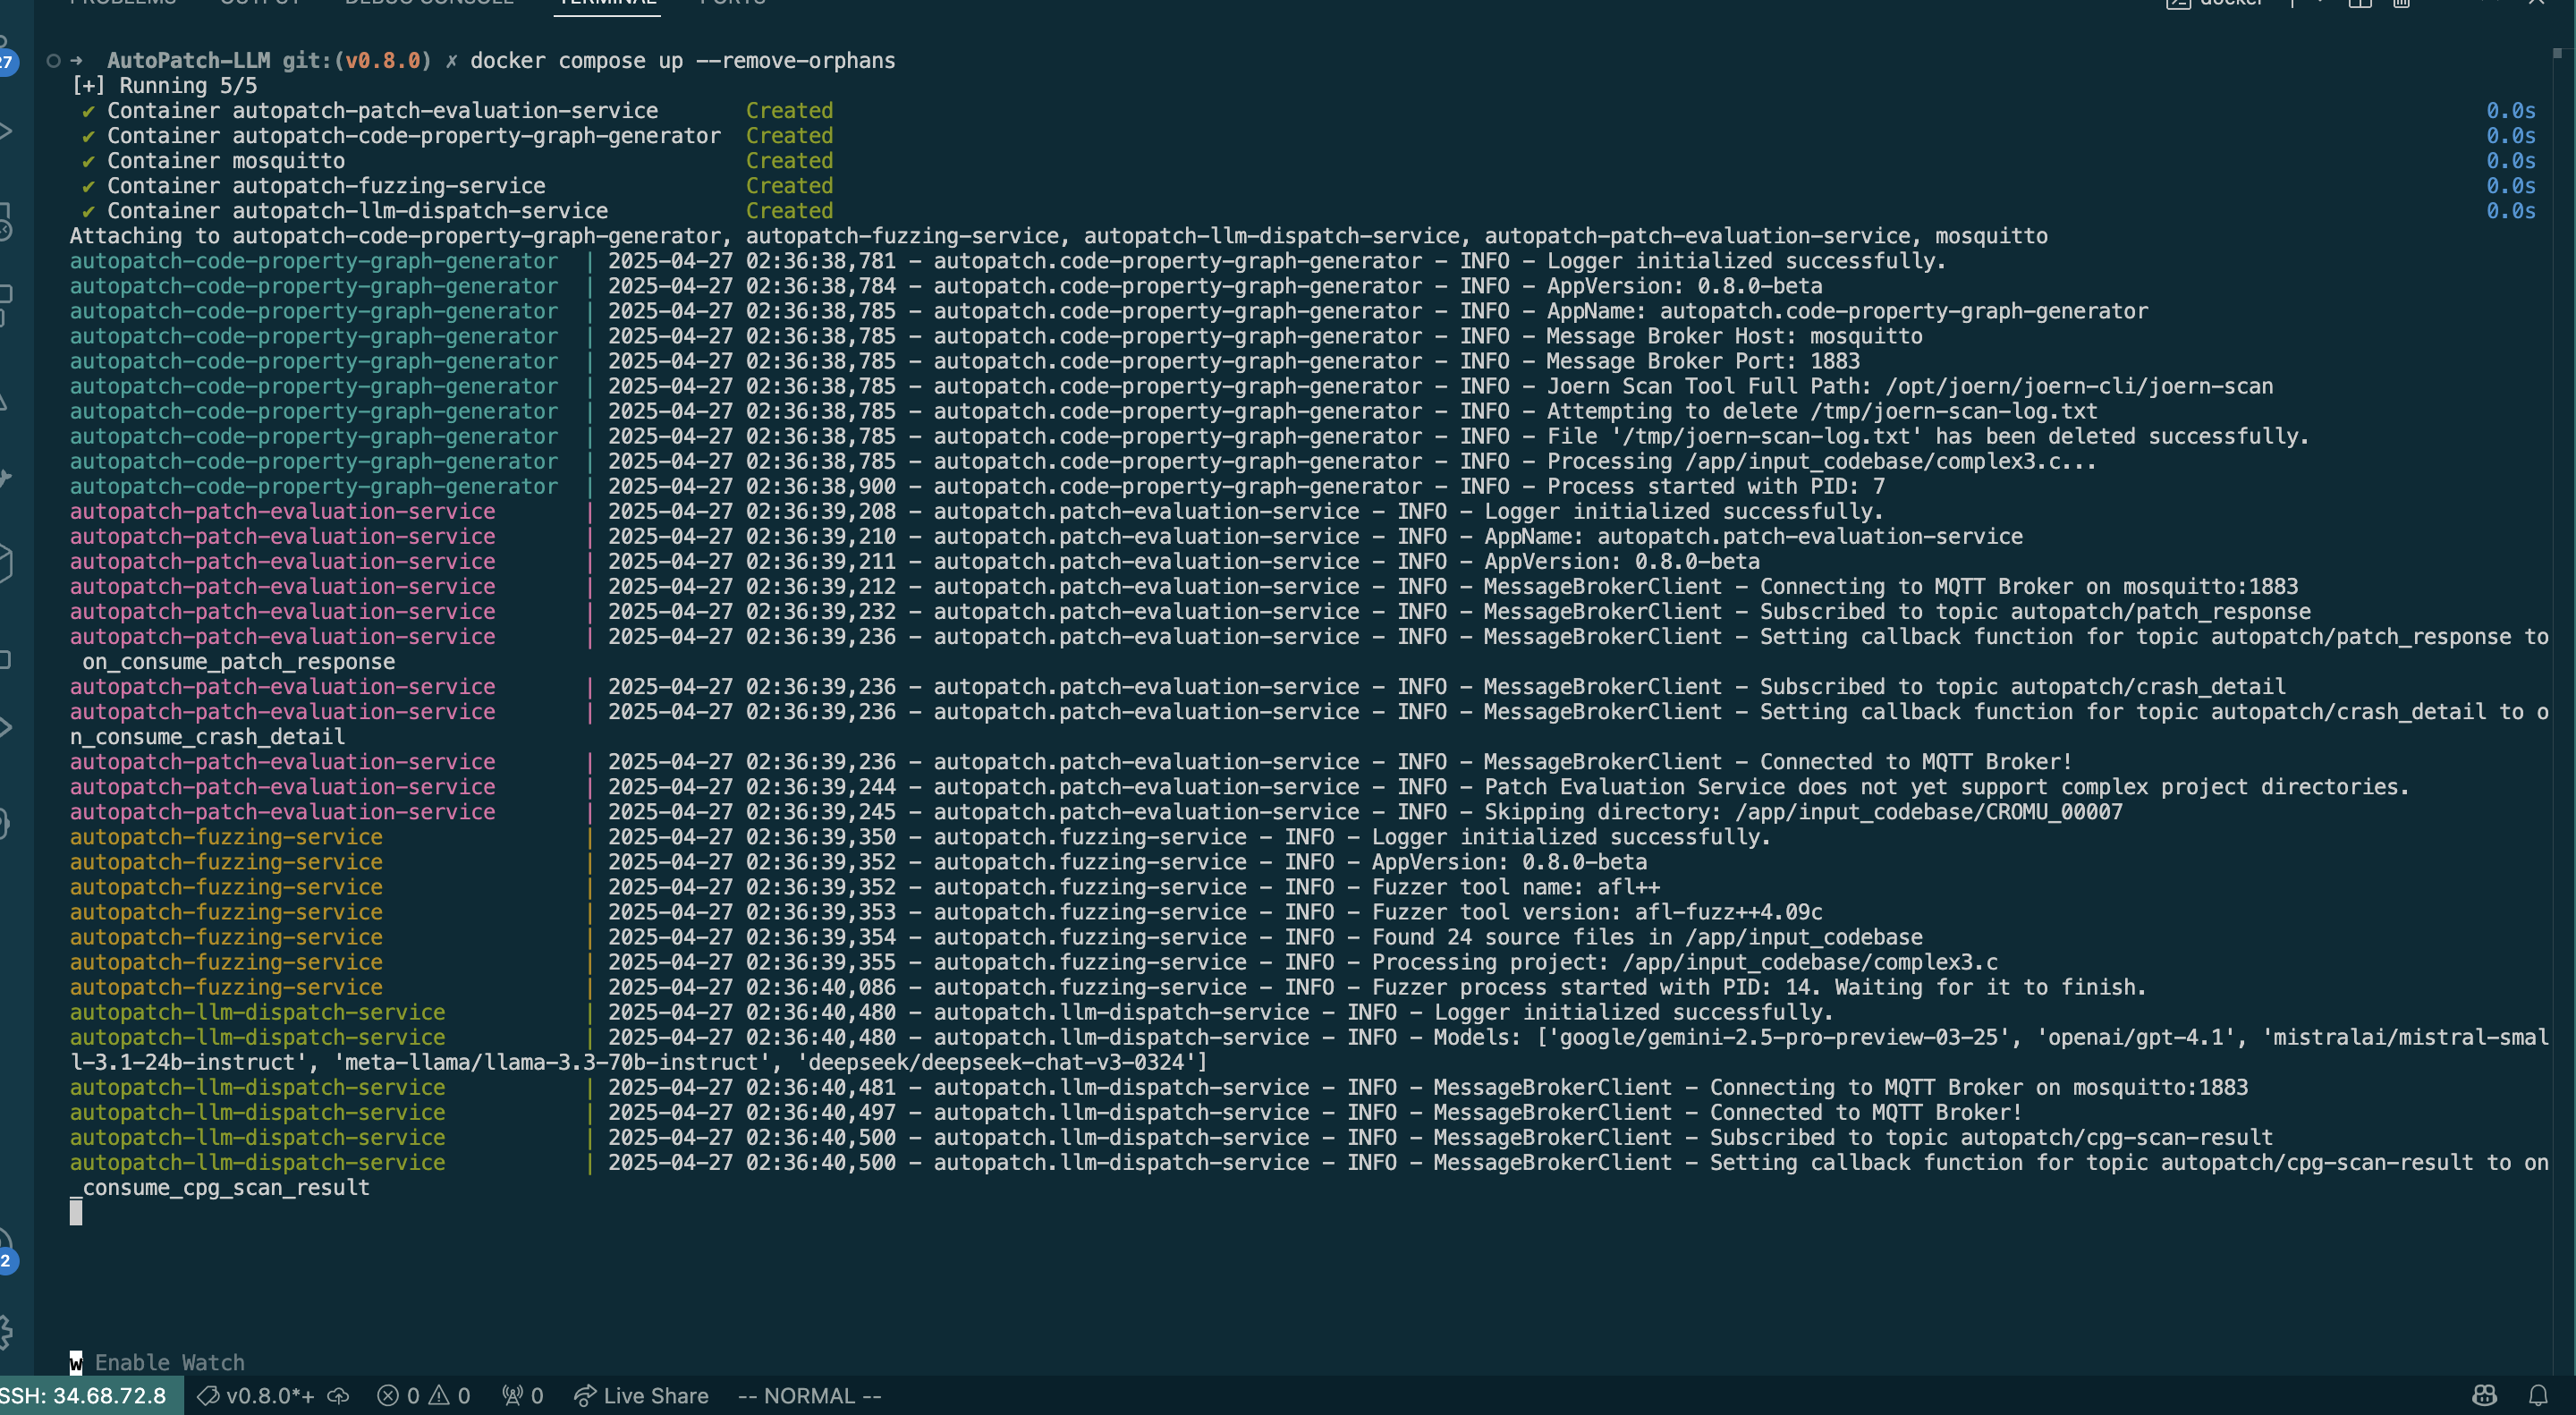 PROBLEMS OUTPUT DEBUG CONSOLE TERMINAL PORTS docker
27
→ AutoPatch-LLM git:(v0.8.0) ✗ docker compose up --remove-orphans
[+] Running 5/5
✔ Container autopatch-patch-evaluation-service Created 0.0s
✔ Container autopatch-code-property-graph-generator Created 0.0s
✔ Container mosquitto Created 0.0s
✔ Container autopatch-fuzzing-service Created 0.0s
✔ Container autopatch-llm-dispatch-service Created 0.0s
Attaching to autopatch-code-property-graph-generator, autopatch-fuzzing-service, autopatch-llm-dispatch-service, autopatch-patch-evaluation-service, mosquitto
autopatch-code-property-graph-generator | 2025-04-27 02:36:38,781 - autopatch.code-property-graph-generator - INFO - Logger initialized successfully.
autopatch-code-property-graph-generator | 2025-04-27 02:36:38,784 - autopatch.code-property-graph-generator - INFO - AppVersion: 0.8.0-beta
autopatch-code-property-graph-generator | 2025-04-27 02:36:38,785 - autopatch.code-property-graph-generator - INFO - AppName: autopatch.code-property-graph-generator
autopatch-code-property-graph-generator | 2025-04-27 02:36:38,785 - autopatch.code-property-graph-generator - INFO - Message Broker Host: mosquitto
autopatch-code-property-graph-generator | 2025-04-27 02:36:38,785 - autopatch.code-property-graph-generator - INFO - Message Broker Port: 1883
autopatch-code-property-graph-generator | 2025-04-27 02:36:38,785 - autopatch.code-property-graph-generator - INFO - Joern Scan Tool Full Path: /opt/joern/joern-cli/joern-scan
autopatch-code-property-graph-generator | 2025-04-27 02:36:38,785 - autopatch.code-property-graph-generator - INFO - Attempting to delete /tmp/joern-scan-log.txt
autopatch-code-property-graph-generator | 2025-04-27 02:36:38,785 - autopatch.code-property-graph-generator - INFO - File '/tmp/joern-scan-log.txt' has been deleted successfully.
autopatch-code-property-graph-generator | 2025-04-27 02:36:38,785 - autopatch.code-property-graph-generator - INFO - Processing /app/input_codebase/complex3.c...
autopatch-code-property-graph-generator | 2025-04-27 02:36:38,900 - autopatch.code-property-graph-generator - INFO - Process started with PID: 7
autopatch-patch-evaluation-service | 2025-04-27 02:36:39,208 - autopatch.patch-evaluation-service - INFO - Logger initialized successfully.
autopatch-patch-evaluation-service | 2025-04-27 02:36:39,210 - autopatch.patch-evaluation-service - INFO - AppName: autopatch.patch-evaluation-service
autopatch-patch-evaluation-service | 2025-04-27 02:36:39,211 - autopatch.patch-evaluation-service - INFO - AppVersion: 0.8.0-beta
autopatch-patch-evaluation-service | 2025-04-27 02:36:39,212 - autopatch.patch-evaluation-service - INFO - MessageBrokerClient - Connecting to MQTT Broker on mosquitto:1883
autopatch-patch-evaluation-service | 2025-04-27 02:36:39,232 - autopatch.patch-evaluation-service - INFO - MessageBrokerClient - Subscribed to topic autopatch/patch_response
autopatch-patch-evaluation-service | 2025-04-27 02:36:39,236 - autopatch.patch-evaluation-service - INFO - MessageBrokerClient - Setting callback function for topic autopatch/patch_response to
on_consume_patch_response
autopatch-patch-evaluation-service | 2025-04-27 02:36:39,236 - autopatch.patch-evaluation-service - INFO - MessageBrokerClient - Subscribed to topic autopatch/crash_detail
autopatch-patch-evaluation-service | 2025-04-27 02:36:39,236 - autopatch.patch-evaluation-service - INFO - MessageBrokerClient - Setting callback function for topic autopatch/crash_detail to o
n_consume_crash_detail
autopatch-patch-evaluation-service | 2025-04-27 02:36:39,236 - autopatch.patch-evaluation-service - INFO - MessageBrokerClient - Connected to MQTT Broker!
autopatch-patch-evaluation-service | 2025-04-27 02:36:39,244 - autopatch.patch-evaluation-service - INFO - Patch Evaluation Service does not yet support complex project directories.
autopatch-patch-evaluation-service | 2025-04-27 02:36:39,245 - autopatch.patch-evaluation-service - INFO - Skipping directory: /app/input_codebase/CROMU_00007
autopatch-fuzzing-service | 2025-04-27 02:36:39,350 - autopatch.fuzzing-service - INFO - Logger initialized successfully.
autopatch-fuzzing-service | 2025-04-27 02:36:39,352 - autopatch.fuzzing-service - INFO - AppVersion: 0.8.0-beta
autopatch-fuzzing-service | 2025-04-27 02:36:39,352 - autopatch.fuzzing-service - INFO - Fuzzer tool name: afl++
autopatch-fuzzing-service | 2025-04-27 02:36:39,353 - autopatch.fuzzing-service - INFO - Fuzzer tool version: afl-fuzz++4.09c
autopatch-fuzzing-service | 2025-04-27 02:36:39,354 - autopatch.fuzzing-service - INFO - Found 24 source files in /app/input_codebase
autopatch-fuzzing-service | 2025-04-27 02:36:39,355 - autopatch.fuzzing-service - INFO - Processing project: /app/input_codebase/complex3.c
autopatch-fuzzing-service | 2025-04-27 02:36:40,086 - autopatch.fuzzing-service - INFO - Fuzzer process started with PID: 14. Waiting for it to finish.
autopatch-llm-dispatch-service | 2025-04-27 02:36:40,480 - autopatch.llm-dispatch-service - INFO - Logger initialized successfully.
autopatch-llm-dispatch-service | 2025-04-27 02:36:40,480 - autopatch.llm-dispatch-service - INFO - Models: ['google/gemini-2.5-pro-preview-03-25', 'openai/gpt-4.1', 'mistralai/mistral-smal
l-3.1-24b-instruct', 'meta-llama/llama-3.3-70b-instruct', 'deepseek/deepseek-chat-v3-0324']
autopatch-llm-dispatch-service | 2025-04-27 02:36:40,481 - autopatch.llm-dispatch-service - INFO - MessageBrokerClient - Connecting to MQTT Broker on mosquitto:1883
autopatch-llm-dispatch-service | 2025-04-27 02:36:40,497 - autopatch.llm-dispatch-service - INFO - MessageBrokerClient - Connected to MQTT Broker!
autopatch-llm-dispatch-service | 2025-04-27 02:36:40,500 - autopatch.llm-dispatch-service - INFO - MessageBrokerClient - Subscribed to topic autopatch/cpg-scan-result
autopatch-llm-dispatch-service | 2025-04-27 02:36:40,500 - autopatch.llm-dispatch-service - INFO - MessageBrokerClient - Setting callback function for topic autopatch/cpg-scan-result to on
_consume_cpg_scan_result
2
w Enable Watch
SSH: 34.68.72.8 v0.8.0*+ 0 0 0 Live Share -- NORMAL --